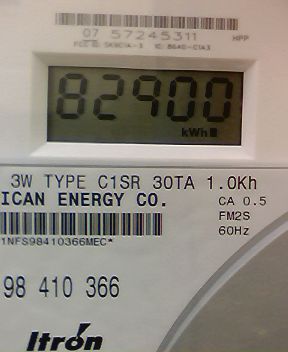 07 57245311 HPP
FCC ID: SK9C1A-3 IC: 864G-C1A3
82900
kWh
3W TYPE C1SR 30TA 1.0Kh
ICAN ENERGY CO. CA 0.5
FM2S
60Hz
1NFS98410366MEC*
98 410 366
Itrón